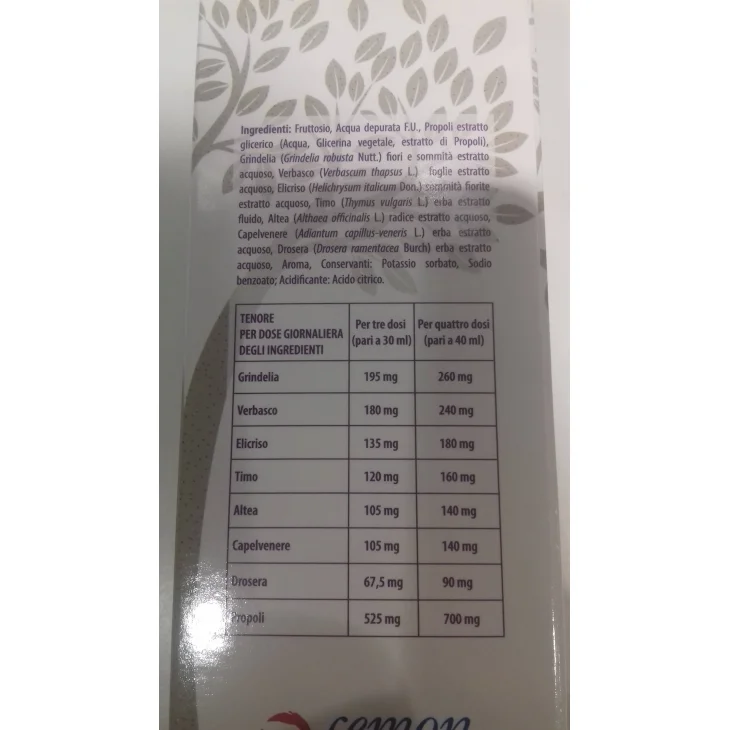 Ingredienti: Fruttosio, Acqua depurata F.U., Propoli estratto
glicerico (Acqua, Glicerina vegetale, estratto di Propoli),
Grindelia (Grindelia robusta Nutt.) fiori e sommità estratto
acquoso, Verbasco (Verbascum thapsus L.) foglie estratto
acquoso, Elicriso (Helichrysum italicum Don.) sommità fiorite
estratto acquoso, Timo (Thymus vulgaris L.) erba estratto
fluido, Altea (Althaea officinalis L.) radice estratto acquoso,
Capelvenere (Adiantum capillus-veneris L.) erba estratto
acquoso, Drosera (Drosera ramentacea Burch) erba estratto
acquoso, Aroma, Conservanti: Potassio sorbato, Sodio
benzoato; Acidificante: Acido citrico.
TENORE
PER DOSE GIORNALIERA
DEGLI INGREDIENTI
Per tre dosi
(pari a 30 ml)
Per quattro dosi
(pari a 40 ml)
Grindelia 195 mg 260 mg
Verbasco 180 mg 240 mg
Elicriso 135 mg 180 mg
Timo 120 mg 160 mg
Altea 105 mg 140 mg
Capelvenere 105 mg 140 mg
Drosera 67,5 mg 90 mg
Propoli 525 mg 700 mg
cemon